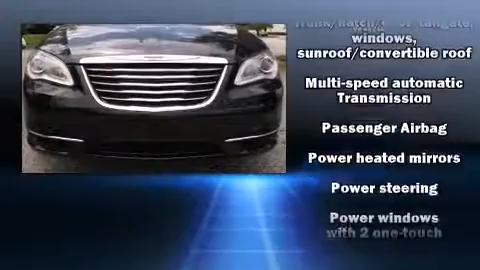 windows,
sunroof/convertible roof
Multi-speed automatic
Transmission
Passenger Airbag
Power heated mirrors
Power steering
Power windows
with 2 one-touch